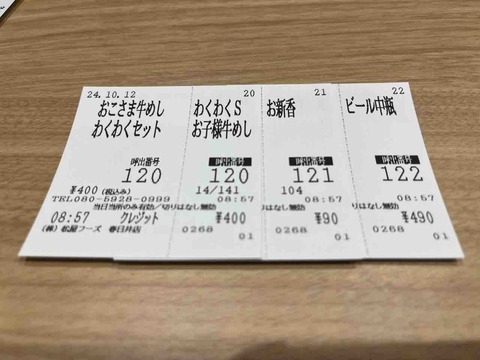 24.10.12
おこさま牛めし
わくわくセット
呼出番号
120
¥400(税込み)
TEL080-5928-0999
当日当所のみ有効/切りはなし無効
08:57 クレジット
(株) 松屋フーズ 春日井店
20
わくわくS
お子様牛めし
呼出番号
120
14/141
¥400
0268
21
お新香
呼出番号
121
104
08:57
りはなし無効
¥90
0268
01
22
ビール中瓶
呼出番号
122
08:57
りはなし無効
¥490
0268
01